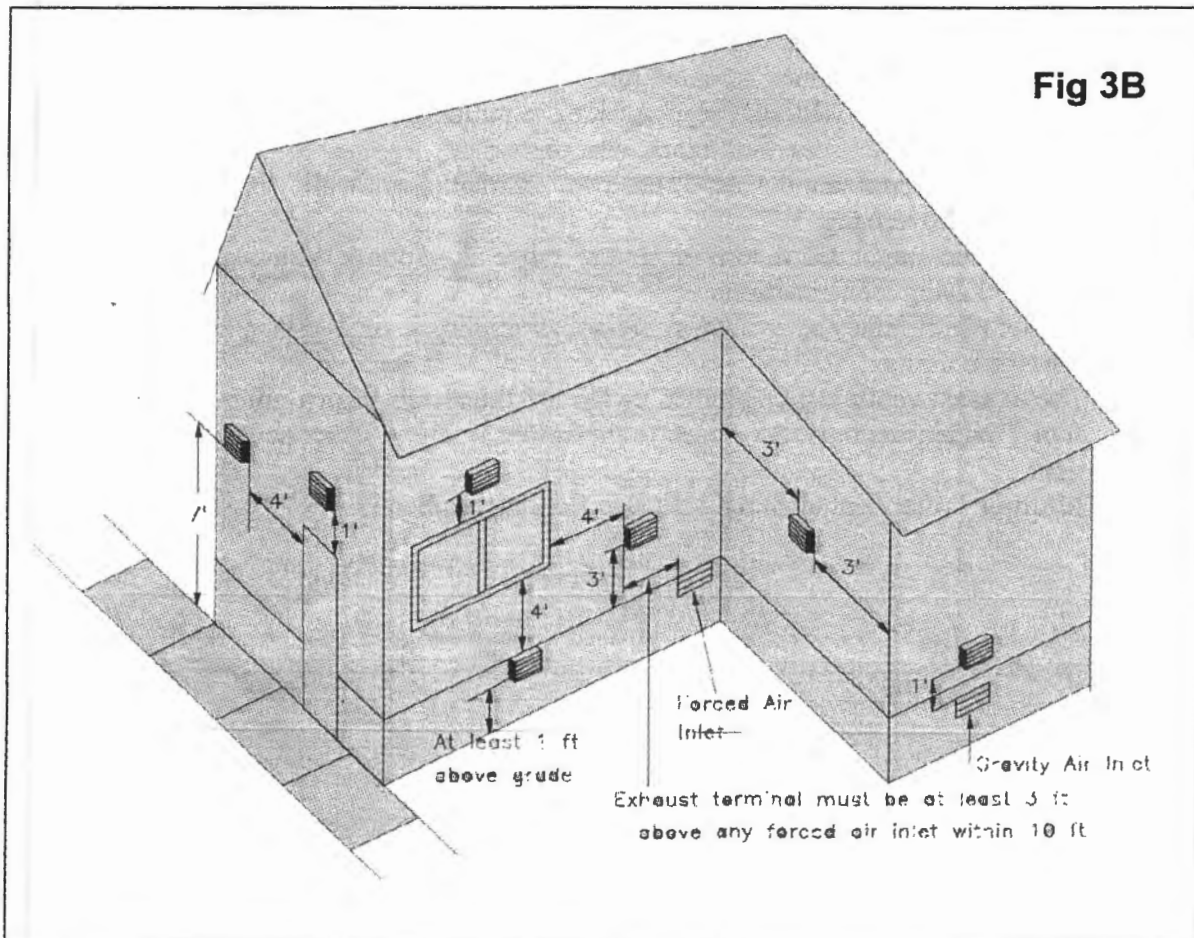 Fig 3B
3'
4'
1'
4'
1'
7'
3'
3'
4'
1'
Forced Air
Inlet
At least 1 ft
above grade
Gravity Air Inlet
Exhaust terminal must be at least 3 ft
above any forced air inlet within 10 ft